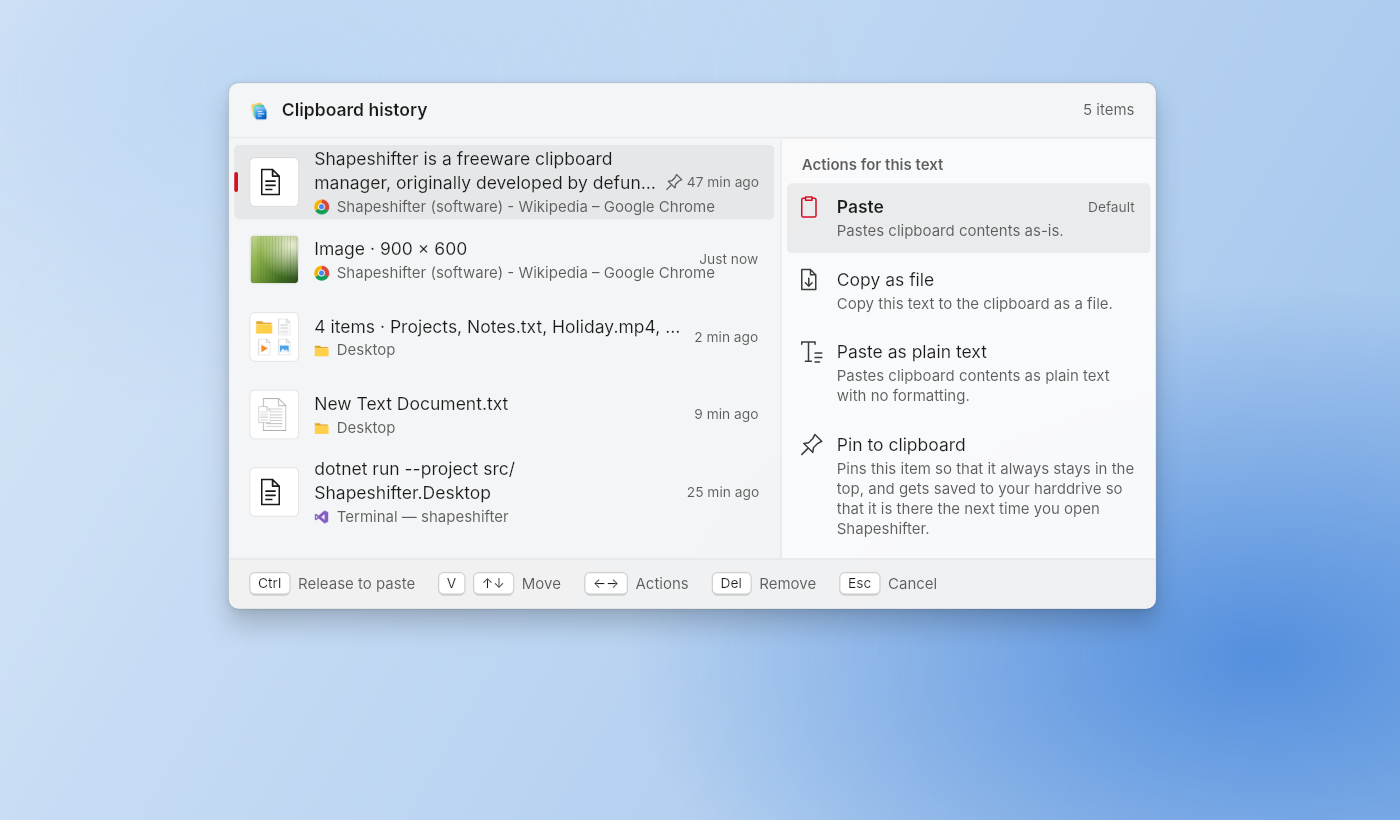 Clipboard history
5 items
Shapeshifter is a freeware clipboard
manager, originally developed by defun...
47 min ago
Shapeshifter (software) - Wikipedia – Google Chrome
Image · 900 × 600
Just now
Shapeshifter (software) - Wikipedia – Google Chrome
4 items · Projects, Notes.txt, Holiday.mp4, ...
2 min ago
Desktop
New Text Document.txt
9 min ago
Desktop
dotnet run --project src/
Shapeshifter.Desktop
25 min ago
Terminal — shapeshifter
Actions for this text
Paste
Default
Pastes clipboard contents as-is.
Copy as file
Copy this text to the clipboard as a file.
Paste as plain text
Pastes clipboard contents as plain text
with no formatting.
Pin to clipboard
Pins this item so that it always stays in the
top, and gets saved to your harddrive so
that it is there the next time you open
Shapeshifter.
Ctrl Release to paste V ↑↓ Move ←→ Actions Del Remove Esc Cancel